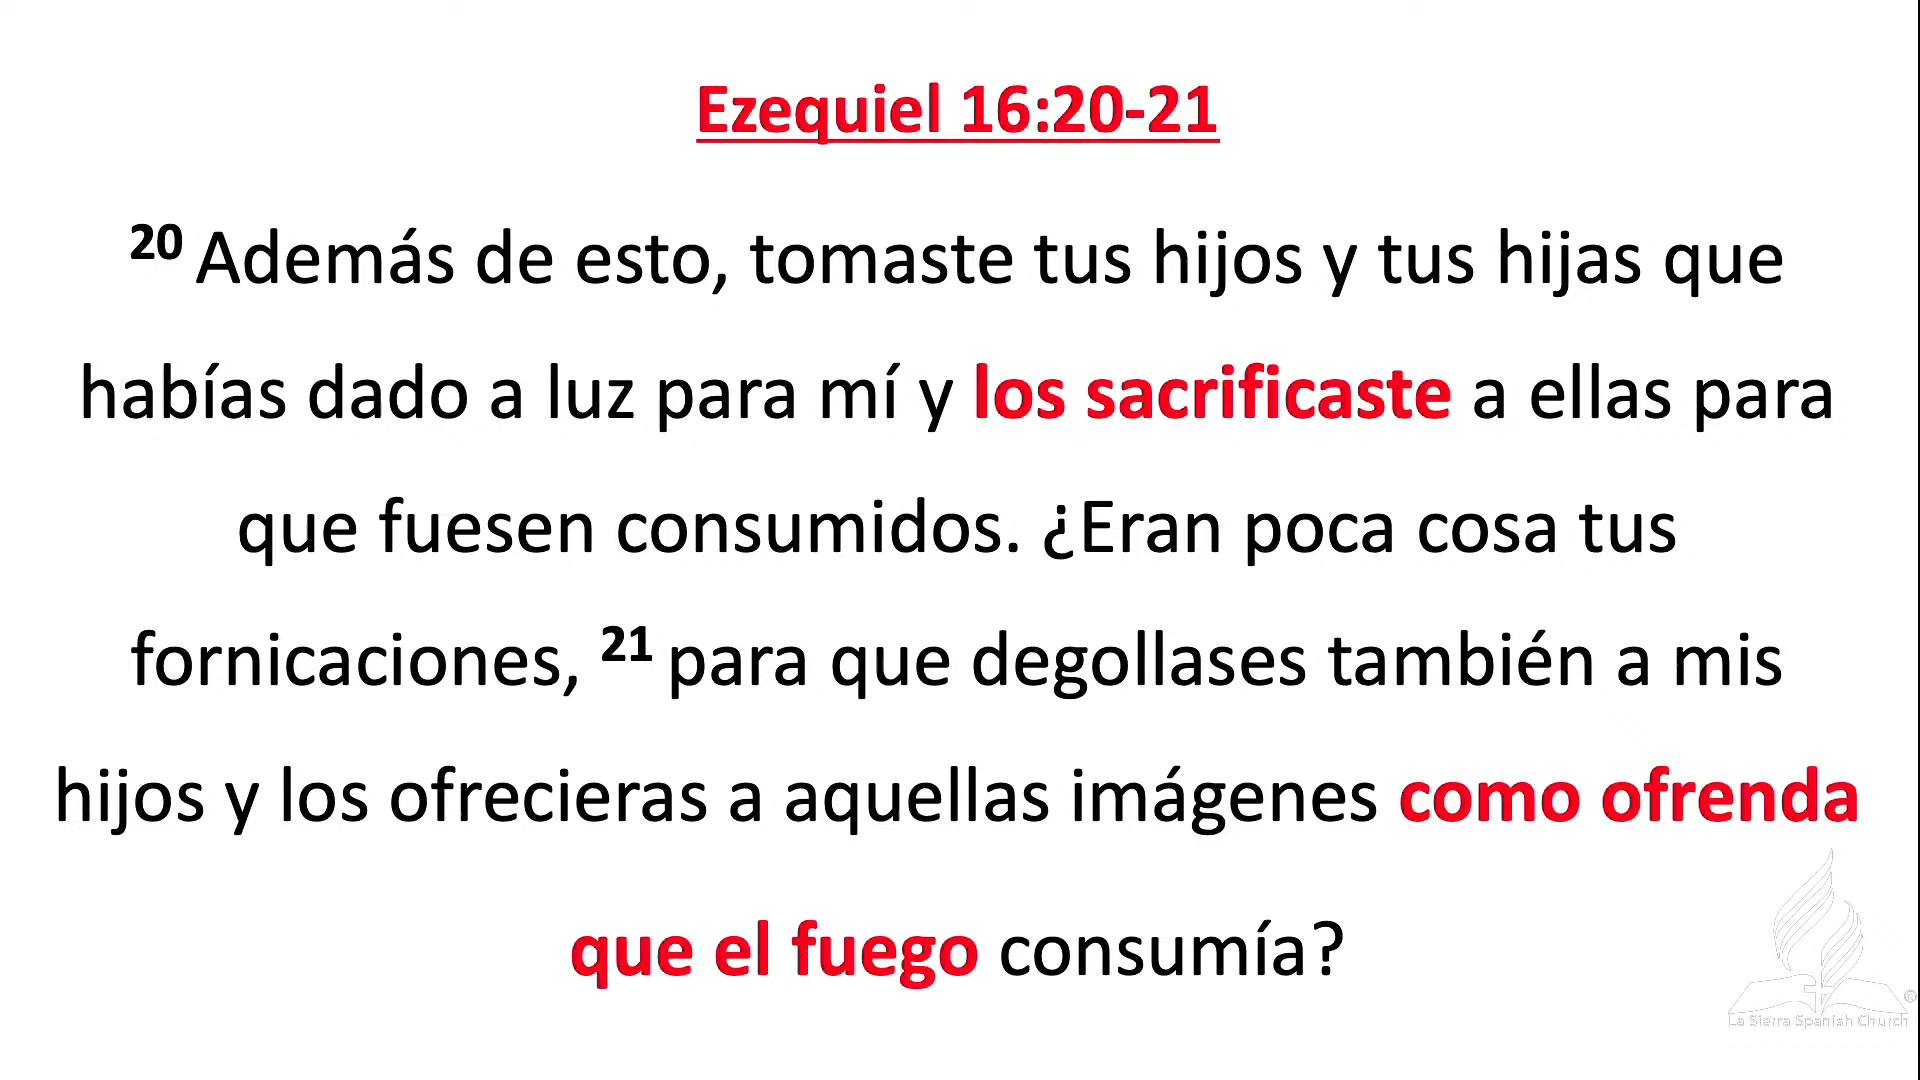 Ezequiel 16:20-21
20 Además de esto, tomaste tus hijos y tus hijas que
habías dado a luz para mí y los sacrificaste a ellas para
que fuesen consumidos. ¿Eran poca cosa tus
fornicaciones, 21 para que degollases también a mis
hijos y los ofrecieras a aquellas imágenes como ofrenda
que el fuego consumía?
®
La Sierra Spanish Church